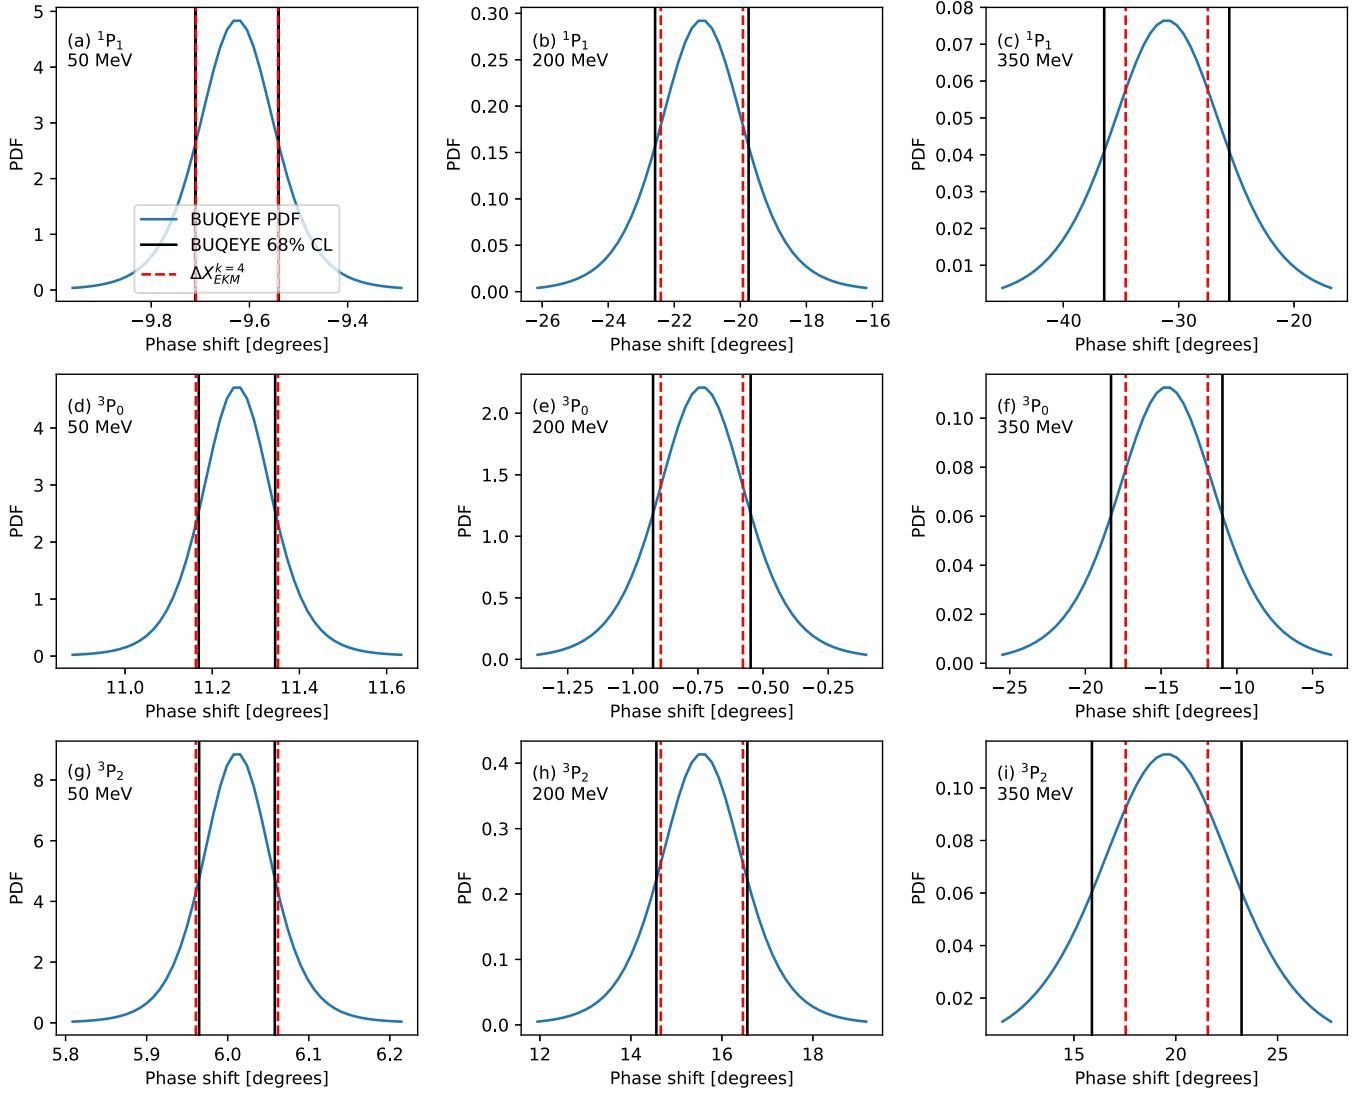 (a) ¹P₁
50 MeV
5
4
3
2
1
0
PDF
BUQEYE PDF
BUQEYE 68% CL
ΔX_{EKM}^{k=4}
−9.8
−9.6
−9.4
Phase shift [degrees]
(b) ¹P₁
200 MeV
0.30
0.25
0.20
0.15
0.10
0.05
0.00
PDF
−26
−24
−22
−20
−18
−16
Phase shift [degrees]
(c) ¹P₁
350 MeV
0.08
0.07
0.06
0.05
0.04
0.03
0.02
0.01
PDF
−40
−30
−20
Phase shift [degrees]
(d) ³P₀
50 MeV
4
3
2
1
0
PDF
11.0
11.2
11.4
11.6
Phase shift [degrees]
(e) ³P₀
200 MeV
2.0
1.5
1.0
0.5
0.0
PDF
−1.25
−1.00
−0.75
−0.50
−0.25
Phase shift [degrees]
(f) ³P₀
350 MeV
0.10
0.08
0.06
0.04
0.02
0.00
PDF
−25
−20
−15
−10
−5
Phase shift [degrees]
(g) ³P₂
50 MeV
8
6
4
2
0
PDF
5.8
5.9
6.0
6.1
6.2
Phase shift [degrees]
(h) ³P₂
200 MeV
0.4
0.3
0.2
0.1
0.0
PDF
12
14
16
18
Phase shift [degrees]
(i) ³P₂
350 MeV
0.10
0.08
0.06
0.04
0.02
PDF
15
20
25
Phase shift [degrees]